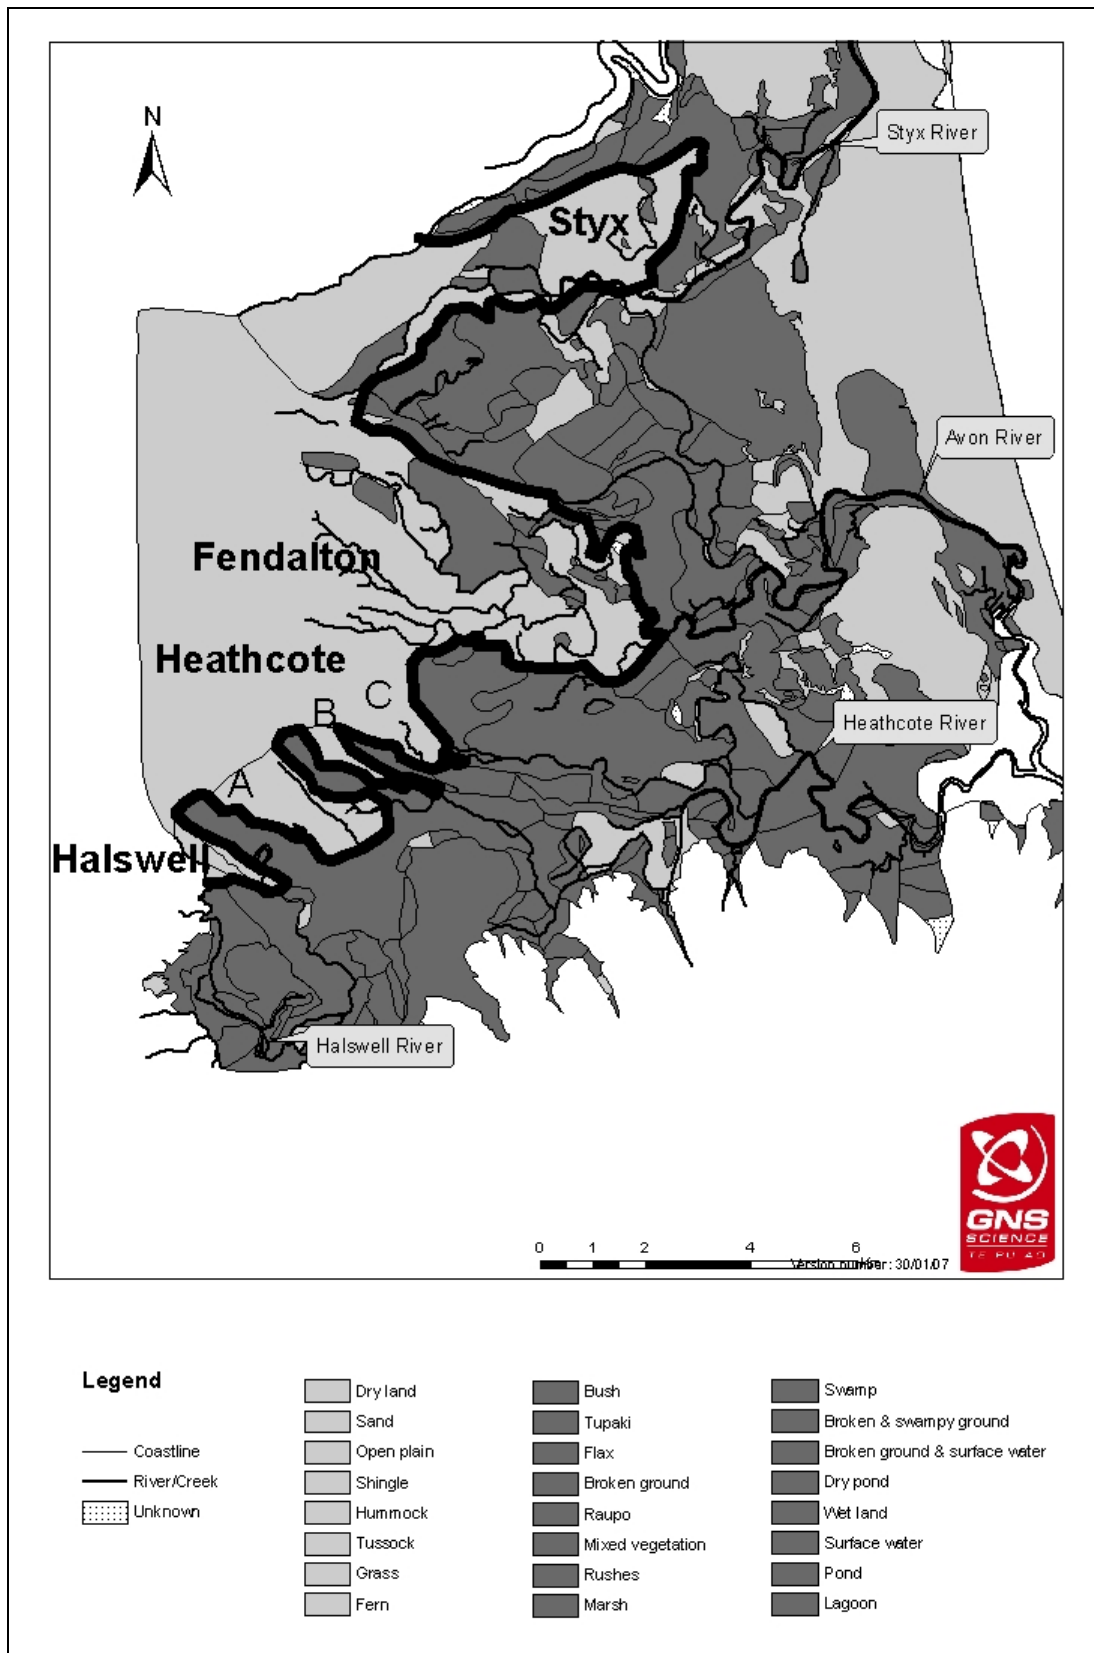 N
Styx River
Styx
Avon River
Fendalton
Heathcote
C
B
Heathcote River
A
Halswell
Halswell River
GNS
SCIENCE
TE PU AO
0 1 2 4 6
Version number: 30/01/07
Legend
Coastline
River/Creek
Unknown
Dry land
Sand
Open plain
Shingle
Hummock
Tussock
Grass
Fern
Bush
Tupaki
Flax
Broken ground
Raupo
Mixed vegetation
Rushes
Marsh
Swamp
Broken & swampy ground
Broken ground & surface water
Dry pond
Wet land
Surface water
Pond
Lagoon